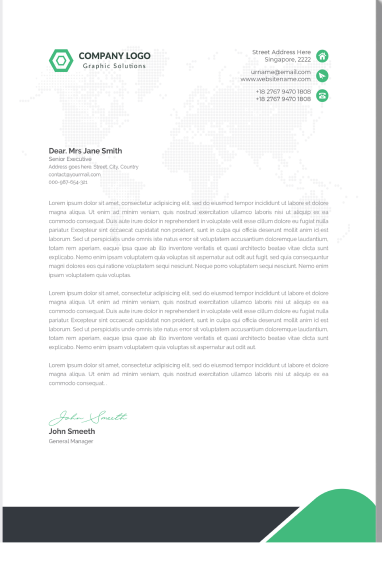 COMPANY LOGO
Graphic Solutions
Street Address Here
Singapore, 2222
urname@email.com
www.websitename.com
+18 2767 9470 1808
+18 2767 9470 1808
Dear. Mrs Jane Smith
Senior Executive
Address goes here, Street, City, Country
contact@yourmail.com
000-987-654-321
Lorem ipsum dolor sit amet, consectetur adipisicing elit, sed do eiusmod tempor incididunt ut labore et dolore
magna aliqua. Ut enim ad minim veniam, quis nostrud exercitation ullamco laboris nisi ut aliquip ex ea
commodo consequat. Duis aute irure dolor in reprehenderit in voluptate velit esse cillum dolore eu fugiat nulla
pariatur. Excepteur sint occaecat cupidatat non proident, sunt in culpa qui officia deserunt mollit anim id est
laborum. Sed ut perspiciatis unde omnis iste natus error sit voluptatem accusantium doloremque laudantium,
totam rem aperiam, eaque ipsa quae ab illo inventore veritatis et quasi architecto beatae vitae dicta sunt
explicabo. Nemo enim ipsam voluptatem quia voluptas sit aspernatur aut odit aut fugit, sed quia consequuntur
magni dolores eos qui ratione voluptatem sequi nesciunt. Neque porro voluptatem sequi nesciunt. Nemo enim
ipsam voluptatem quia voluptas.
Lorem ipsum dolor sit amet, consectetur adipisicing elit, sed do eiusmod tempor incididunt ut labore et dolore
magna aliqua. Ut enim ad minim veniam, quis nostrud exercitation ullamco laboris nisi ut aliquip ex ea
commodo consequat. Duis aute irure dolor in reprehenderit in voluptate velit esse cillum dolore eu fugiat nulla
pariatur. Excepteur sint occaecat cupidatat non proident, sunt in culpa qui officia deserunt mollit anim id est
laborum. Sed ut perspiciatis unde omnis iste natus error sit voluptatem accusantium doloremque laudantium,
totam rem aperiam, eaque ipsa quae ab illo inventore veritatis et quasi architecto beatae vitae dicta sunt
explicabo. Nemo enim ipsam voluptatem quia voluptas sit aspernatur aut odit.
Lorem ipsum dolor sit amet, consectetur adipisicing elit, sed do eiusmod tempor incididunt ut labore et dolore
magna aliqua. Ut enim ad minim veniam, quis nostrud exercitation ullamco laboris nisi ut aliquip ex ea
commodo consequat.
John Smeeth
John Smeeth
General Manager